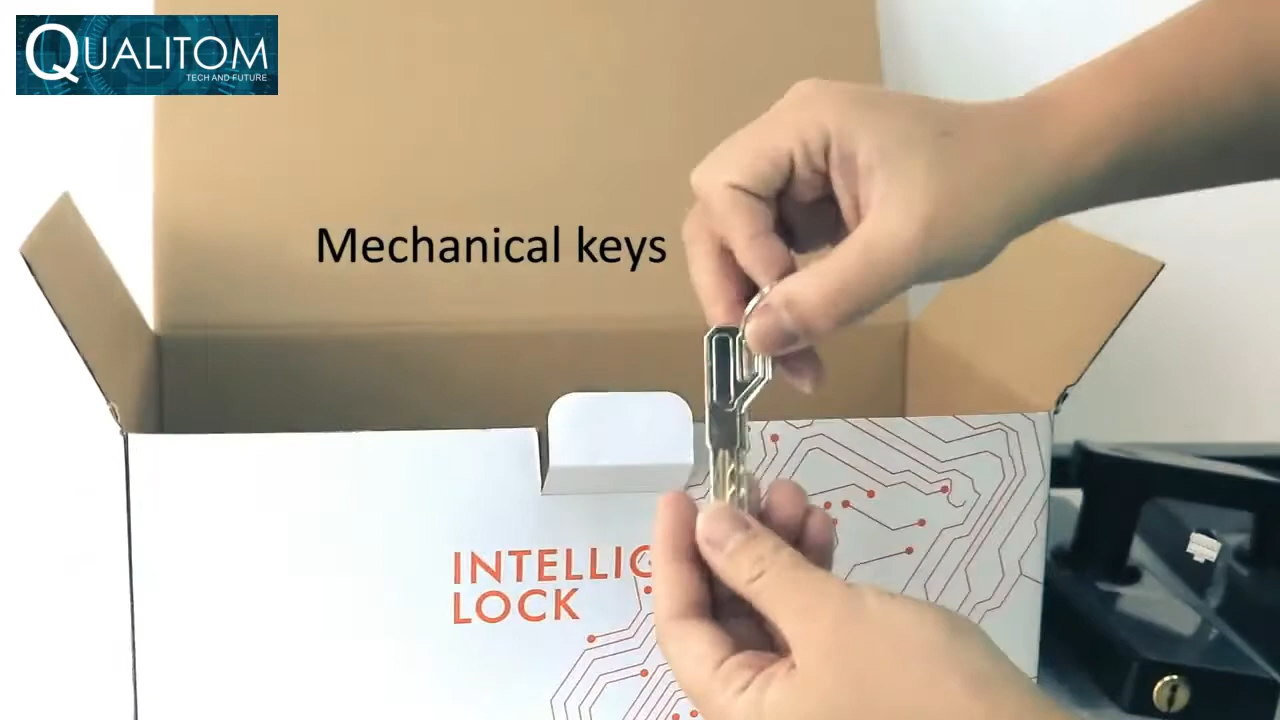 QUALITOM
TECH AND FUTURE
Mechanical keys
INTELLIG
LOCK